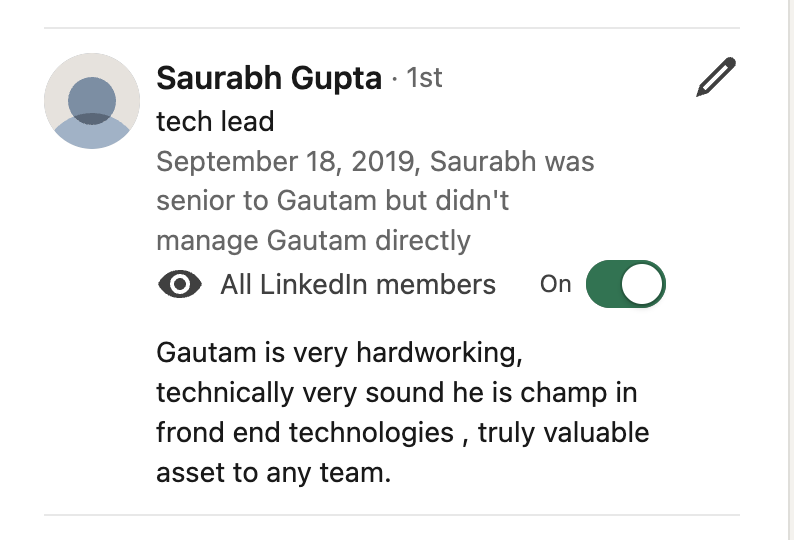 Saurabh Gupta · 1st
tech lead
September 18, 2019, Saurabh was
senior to Gautam but didn't
manage Gautam directly
All LinkedIn members On
Gautam is very hardworking,
technically very sound he is champ in
frond end technologies , truly valuable
asset to any team.